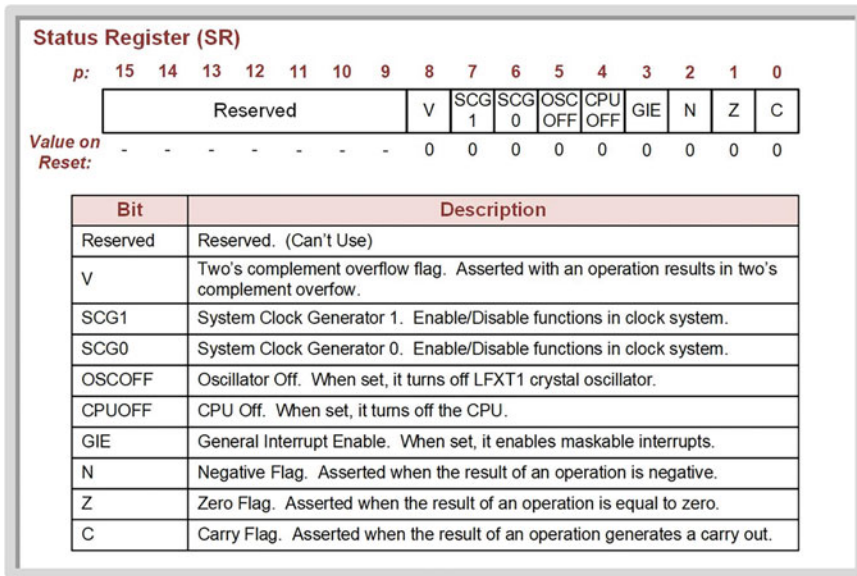 Status Register (SR)
p: 15 14 13 12 11 10 9 8 7 6 5 4 3 2 1 0
Reserved V SCG 1 SCG 0 OSC OFF CPU OFF GIE N Z C
Value on Reset: - - - - - - - 0 0 0 0 0 0 0 0 0
Bit Description
Reserved Reserved. (Can't Use)
V Two's complement overflow flag. Asserted with an operation results in two's
complement overfow.
SCG1 System Clock Generator 1. Enable/Disable functions in clock system.
SCG0 System Clock Generator 0. Enable/Disable functions in clock system.
OSCOFF Oscillator Off. When set, it turns off LFXT1 crystal oscillator.
CPUOFF CPU Off. When set, it turns off the CPU.
GIE General Interrupt Enable. When set, it enables maskable interrupts.
N Negative Flag. Asserted when the result of an operation is negative.
Z Zero Flag. Asserted when the result of an operation is equal to zero.
C Carry Flag. Asserted when the result of an operation generates a carry out.